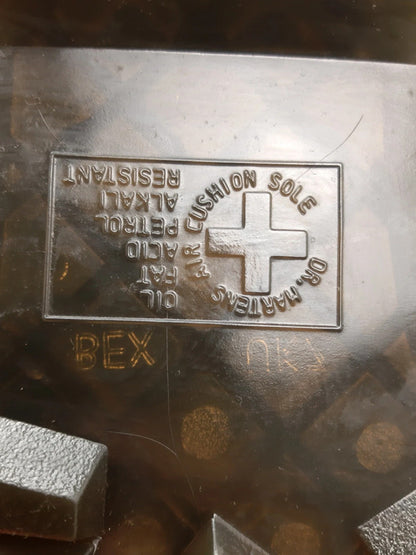 DR. MARTENS AIR CUSHION SOLE
OIL
FAT
ACID
PETROL
ALKALI
RESISTANT
BEX